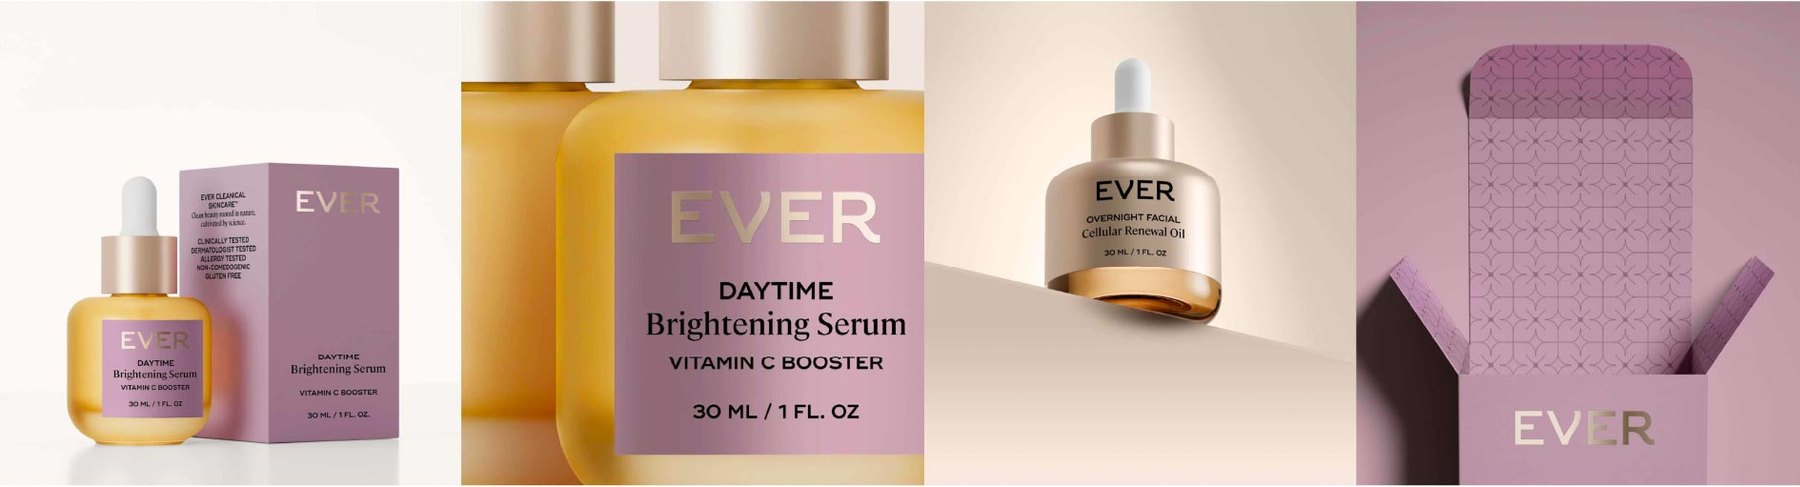 EVER CLEANICAL
SKINCARE™
Clean beauty rooted in nature,
cultivated by science.
CLINICALLY TESTED
DERMATOLOGIST TESTED
ALLERGY TESTED
NON-COMEDOGENIC
GLUTEN FREE
EVER
DAYTIME
Brightening Serum
VITAMIN C BOOSTER
30 ML / 1 FL. OZ.
EVER
DAYTIME
Brightening Serum
VITAMIN C BOOSTER
30 ML / 1 FL. OZ
EVER
DAYTIME
Brightening Serum
VITAMIN C BOOSTER
30 ML / 1 FL. OZ
EVER
OVERNIGHT FACIAL
Cellular Renewal Oil
30 ML / 1 FL. OZ
EVER